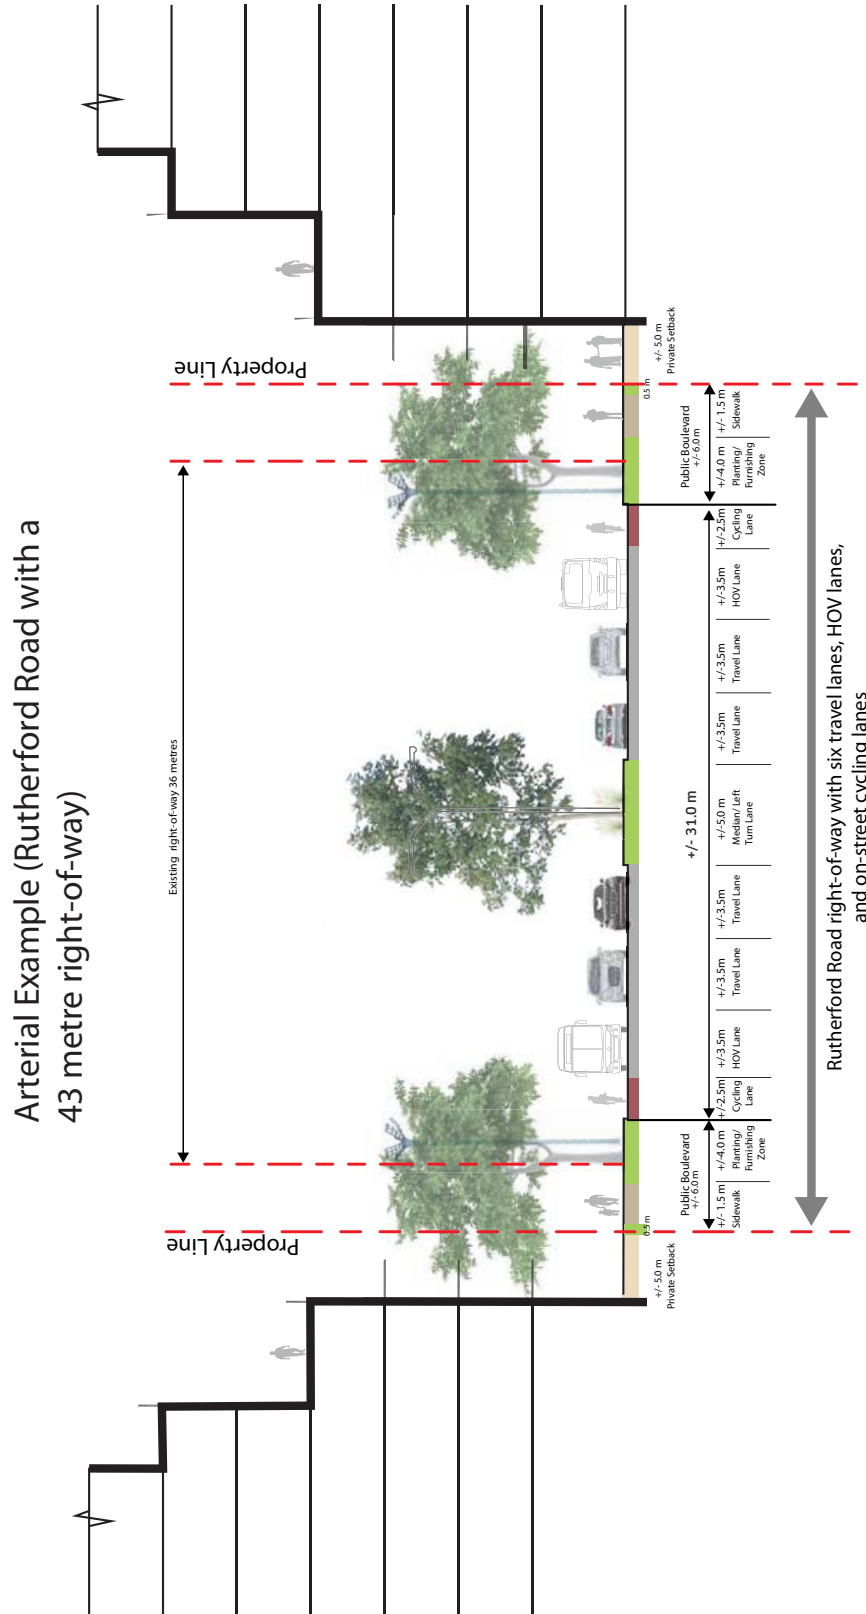 Arterial Example (Rutherford Road with a
43 metre right-of-way)
Existing right-of-way 36 metres
Property Line
Property Line
+/- 5.0 m
Private Setback
0.5 m
Public Boulevard
+/- 6.0 m
+/- 1.5 m
Sidewalk
+/-4.0 m
Planting/
Furnishing
Zone
+/- 31.0 m
+/-2.5m
Cycling
Lane
+/-3.5m
HOV Lane
+/-3.5m
Travel Lane
+/-3.5m
Travel Lane
+/-5.0 m
Median/ Left
Turn Lane
+/-3.5m
Travel Lane
+/-3.5m
Travel Lane
+/-3.5m
HOV Lane
+/-2.5m
Cycling
Lane
Public Boulevard
+/- 6.0 m
+/-4.0 m
Planting/
Furnishing
Zone
+/- 1.5 m
Sidewalk
0.5 m
+/- 5.0 m
Private Setback
Rutherford Road right-of-way with six travel lanes, HOV lanes,
and on-street cycling lanes